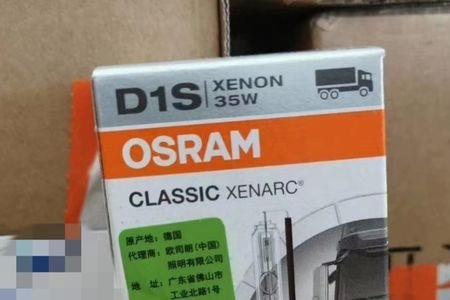 D1S XENON
35W
OSRAM
CLASSIC XENARC®
原产地：德国
代理商：欧司朗(中国)
照明有限公司
地 址：广东省佛山市
工业北路1号